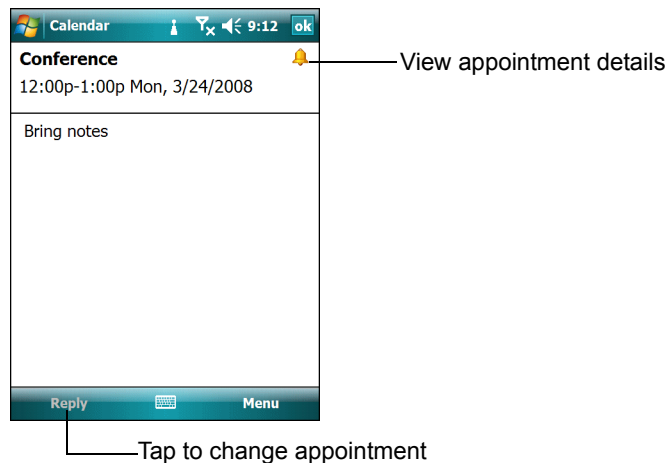 Calendar 9:12 ok
Conference
View appointment details
12:00p-1:00p Mon, 3/24/2008
Bring notes
Reply Menu
Tap to change appointment